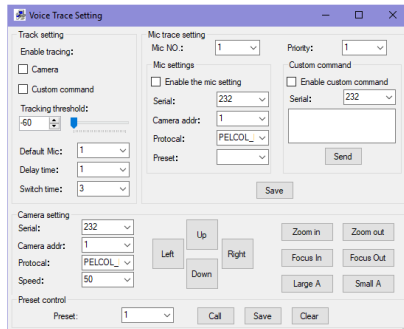 Voice Trace Setting
Track setting
Enable tracing:
Camera
Custom command
Tracking threshold:
-60
Default Mic: 1
Delay time: 1
Switch time: 3
Mic trace setting
Mic NO.: 1 Priority: 1
Mic settings
Enable the mic setting
Serial: 232
Camera addr: 1
Protocal: PELCOL_
Preset:
Custom command
Enable custom command
Serial: 232
Send
Save
Camera setting
Serial: 232
Camera addr: 1
Protocal: PELCOL_
Speed: 50
Up
Left Right
Down
Zoom in Zoom out
Focus In Focus Out
Large A Small A
Preset control
Preset: 1 Call Save Clear